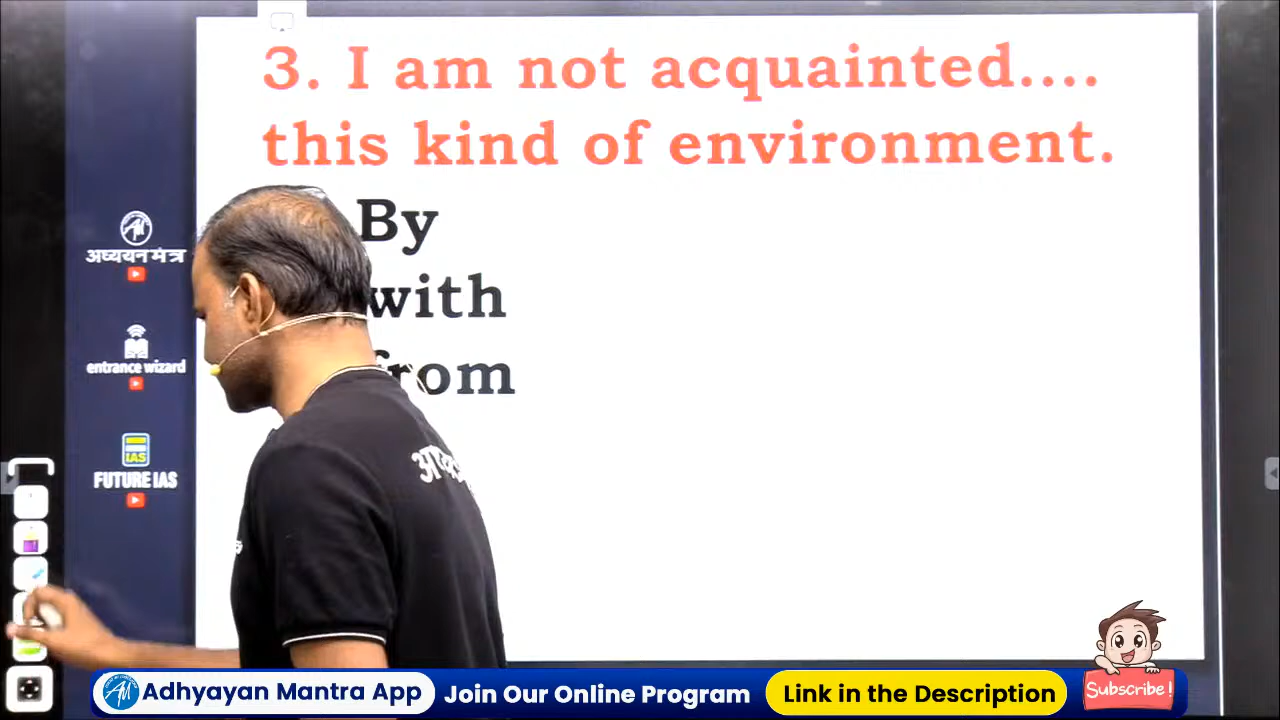 3. I am not acquainted....
this kind of environment.
By
with
from
अध्ययन मंत्र
entrance wizard
IAS
FUTURE IAS
Adhyayan Mantra App
Join Our Online Program
Link in the Description
Subscribe!